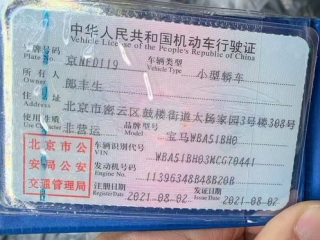 中华人民共和国机动车行驶证
Vehicle License of the People's Republic of China
号牌号码 京NFD119 车辆类型 小型轿车
Plate No. Vehicle Type
所有人 郎丰生
Owner
住址 北京市密云区鼓楼街道太扬家园3号楼308号
使用性质 非营运 品牌型号 宝马WBA51BH0
Use Character
北京市公安局公安交通管理局
车辆识别代号
VIN
发动机号码 11396348B48B20B
Engine No.
注册日期 2021-08-02 发证日期 2021-08-02
Register Date Issue Date